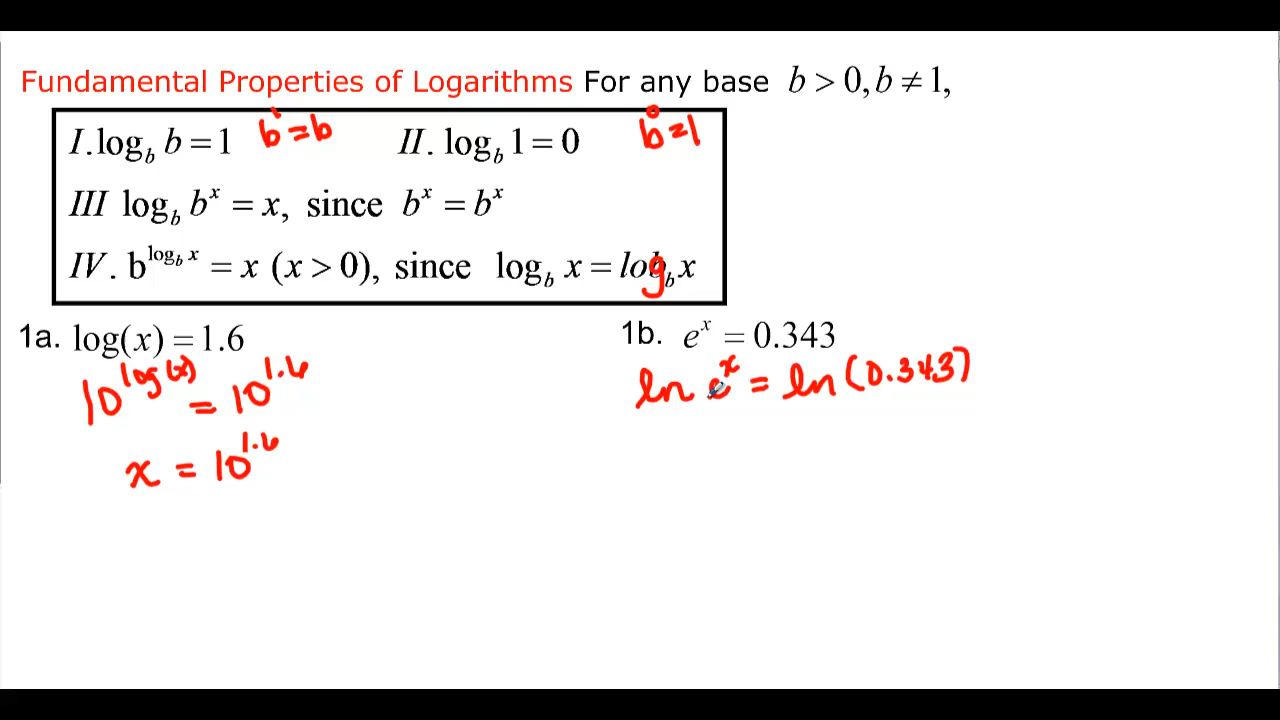 Fundamental Properties of Logarithms For any base b > 0, b ≠ 1,
I. log_b b = 1 b¹ = b II. log_b 1 = 0 b⁰ = 1
III log_b b^x = x, since b^x = b^x
IV. b^(log_b x) = x (x > 0), since log_b x = log_b x
1a. log(x) = 1.6 1b. e^x = 0.343
10^log(x) = 10^1.6 ln e^x = ln(0.343)
x = 10^1.6